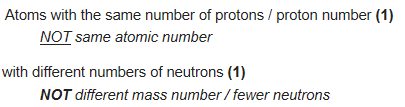 Atoms with the same number of protons / proton number (1)
NOT same atomic number
with different numbers of neutrons (1)
NOT different mass number / fewer neutrons